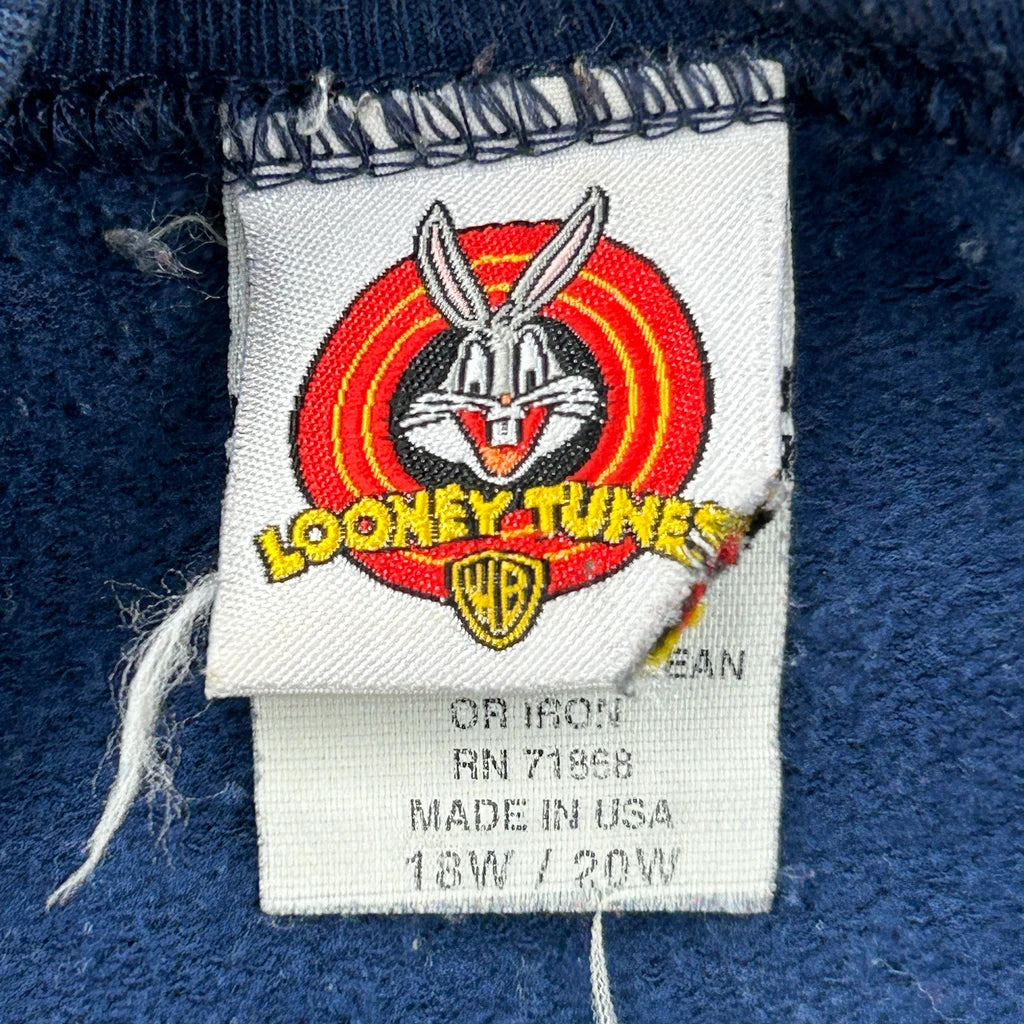 LOONEY TUNES
WB
EAN
OR IRON
RN 71868
MADE IN USA
18W / 20W